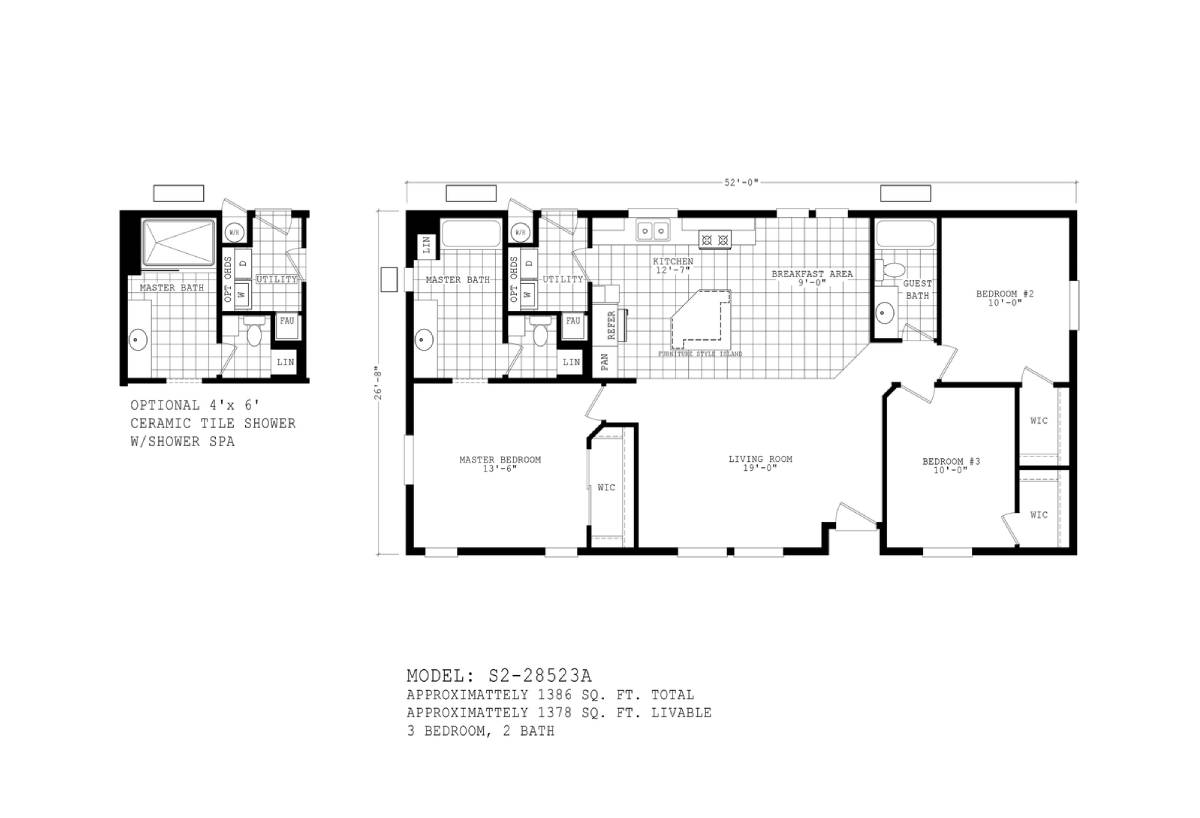 52'-0"
26'-8"
W/H
OPT OHDS
D
W
UTILITY
MASTER BATH
FAU
LIN
OPTIONAL 4'x 6'
CERAMIC TILE SHOWER
W/SHOWER SPA
LIN
MASTER BATH
W/H
OPT OHDS
D
W
UTILITY
FAU
LIN
KITCHEN
12'-7"
BREAKFAST AREA
9'-0"
REFER
PAN
FURNITURE STYLE ISLAND
GUEST
BATH
BEDROOM #2
10'-0"
WIC
MASTER BEDROOM
13'-6"
WIC
LIVING ROOM
19'-0"
BEDROOM #3
10'-0"
WIC
MODEL: S2-28523A
APPROXIMATTELY 1386 SQ. FT. TOTAL
APPROXIMATTELY 1378 SQ. FT. LIVABLE
3 BEDROOM, 2 BATH